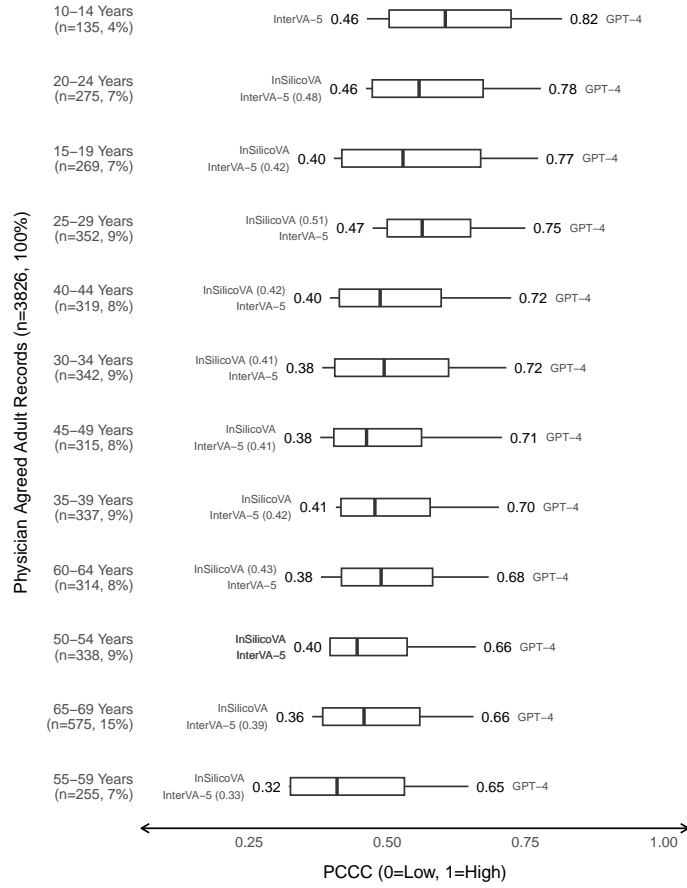 10–14 Years
(n=135, 4%)
InterVA–5 0.46
0.82 GPT–4
20–24 Years
(n=275, 7%)
InSilicoVA
InterVA–5 (0.48)
0.46
0.78 GPT–4
15–19 Years
(n=269, 7%)
InSilicoVA
InterVA–5 (0.42)
0.40
0.77 GPT–4
25–29 Years
(n=352, 9%)
InSilicoVA (0.51)
InterVA–5
0.47
0.75 GPT–4
40–44 Years
(n=319, 8%)
InSilicoVA (0.42)
InterVA–5
0.40
0.72 GPT–4
30–34 Years
(n=342, 9%)
InSilicoVA (0.41)
InterVA–5
0.38
0.72 GPT–4
45–49 Years
(n=315, 8%)
InSilicoVA
InterVA–5 (0.41)
0.38
0.71 GPT–4
35–39 Years
(n=337, 9%)
InSilicoVA
InterVA–5 (0.42)
0.41
0.70 GPT–4
60–64 Years
(n=314, 8%)
InSilicoVA (0.43)
InterVA–5
0.38
0.68 GPT–4
50–54 Years
(n=338, 9%)
InSilicoVA
InterVA–5
0.40
0.66 GPT–4
65–69 Years
(n=575, 15%)
InSilicoVA
InterVA–5 (0.39)
0.36
0.66 GPT–4
55–59 Years
(n=255, 7%)
InSilicoVA
InterVA–5 (0.33)
0.32
0.65 GPT–4
Physician Agreed Adult Records (n=3826, 100%)
0.25 0.50 0.75 1.00
PCCC (0=Low, 1=High)